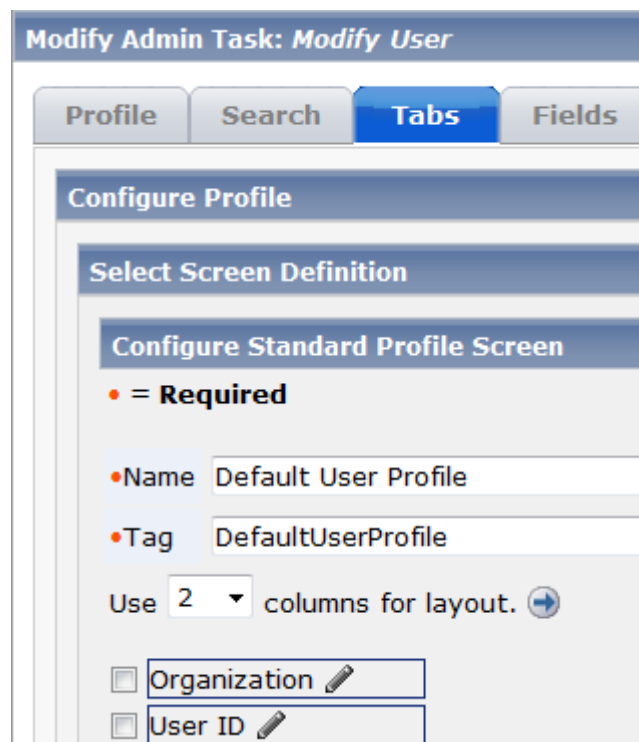 Modify Admin Task: Modify User
Profile Search Tabs Fields
Configure Profile
Select Screen Definition
Configure Standard Profile Screen
• = Required
•Name Default User Profile
•Tag DefaultUserProfile
Use 2 columns for layout.
Organization
User ID